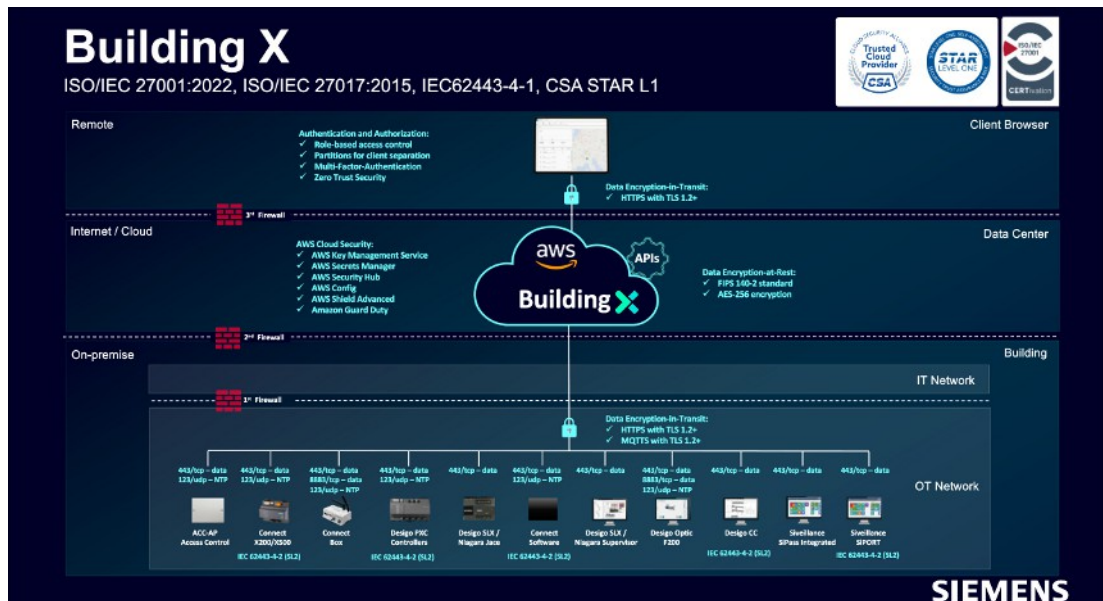 Building X
ISO/IEC 27001:2022, ISO/IEC 27017:2015, IEC62443-4-1, CSA STAR L1
CLOUD SECURITY ALLIANCE
Trusted
Cloud
Provider
CSA
STAR
LEVEL ONE
ISO/IEC
27001
CERTivation
Remote
Client Browser
Authentication and Authorization:
✓ Role-based access control
✓ Partitions for client separation
✓ Multi-Factor-Authentication
✓ Zero Trust Security
Data Encryption-in-Transit:
✓ HTTPS with TLS 1.2+
3rd Firewall
Internet / Cloud
Data Center
AWS Cloud Security:
✓ AWS Key Management Service
✓ AWS Secrets Manager
✓ AWS Security Hub
✓ AWS Config
✓ AWS Shield Advanced
✓ Amazon Guard Duty
aws
APIs
Building X
Data Encryption-at-Rest:
✓ FIPS 140-2 standard
✓ AES-256 encryption
2nd Firewall
On-premise
Building
IT Network
1st Firewall
Data Encryption-in-Transit:
✓ HTTPS with TLS 1.2+
✓ MQTTS with TLS 1.2+
OT Network
443/tcp – data
123/udp – NTP
ACC-AP
Access Control
443/tcp – data
123/udp – NTP
Connect
X200/X300
IEC 62443-4-2 (SL2)
443/tcp – data
8883/tcp – data
123/udp – NTP
Connect
Box
443/tcp – data
123/udp – NTP
Desigo PXC
Controllers
IEC 62443-4-2 (SL2)
443/tcp – data
Desigo SLX /
Niagara Jace
443/tcp – data
123/udp – NTP
Connect
Software
IEC 62443-4-2 (SL2)
443/tcp – data
Desigo SLX /
Niagara Supervisor
443/tcp – data
8883/tcp – data
123/udp – NTP
Desigo Optic
F200
443/tcp – data
Desigo CC
IEC 62443-4-2 (SL2)
443/tcp – data
Siveillance
SiPass Integrated
443/tcp – data
Siveillance
SiPORT
IEC 62443-4-2 (SL2)
SIEMENS